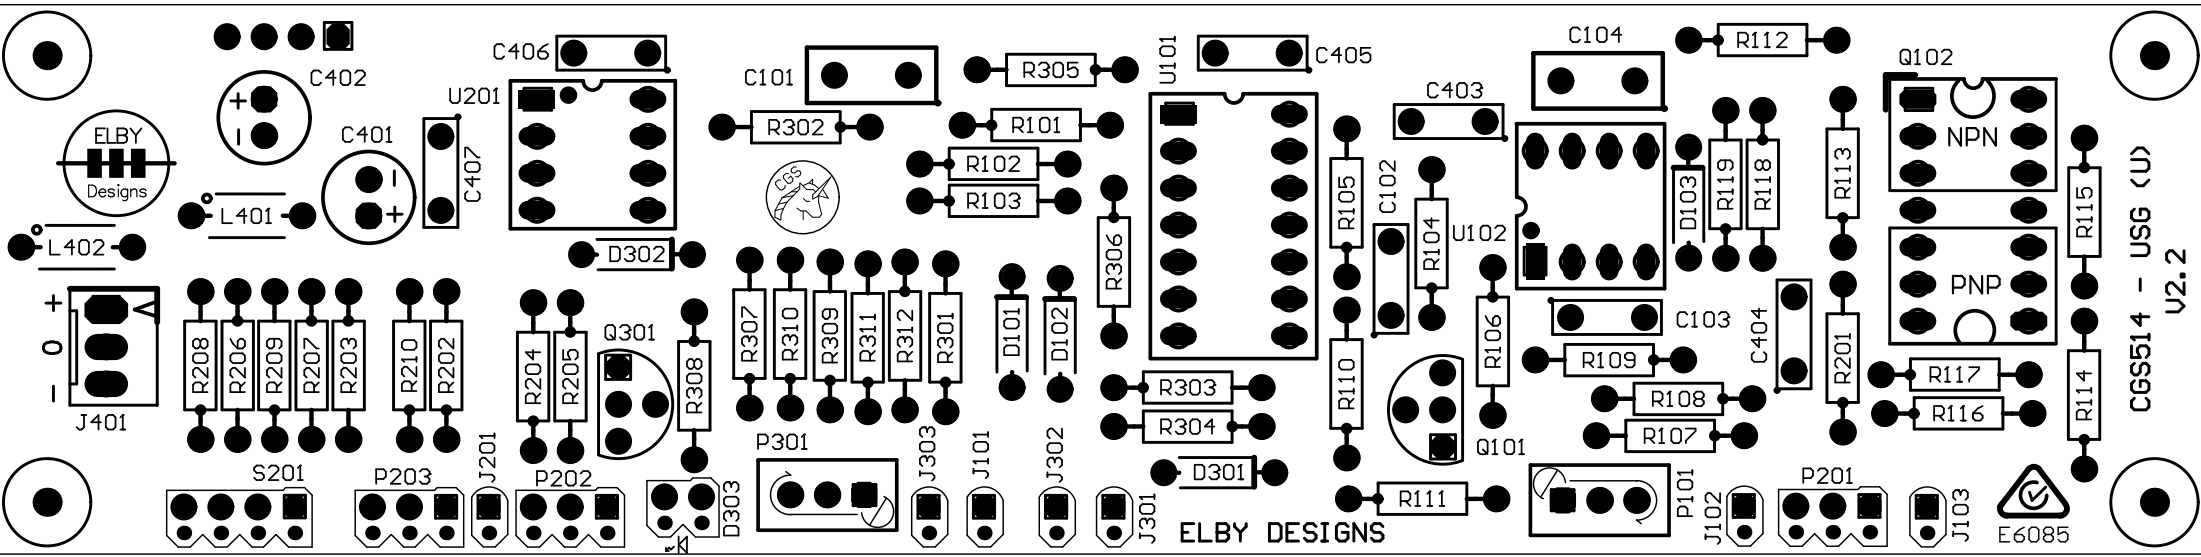 C402
C406
C101
R305
U101
C405
C104
R112
Q102
ELBY
Designs
C401
C407
U201
R302
R101
R102
R103
CGS
C403
C102
R105
R104
U102
D103
R119
R118
R113
NPN
R115
L401
L402
D302
R306
PNP
+
O
-
J401
R208
R206
R209
R207
R203
R210
R202
R204
R205
Q301
R308
R307
R310
R309
R311
R312
R301
D101
D102
R303
R304
D301
R110
R106
C103
R109
R108
R107
C404
R201
R117
R116
R114
CGS514 - USG (U)
V2.2
S201
P203
J201
P202
D303
P301
J303
J101
J302
J301
R111
Q101
P101
J102
P201
J103
ELBY DESIGNS
E6085